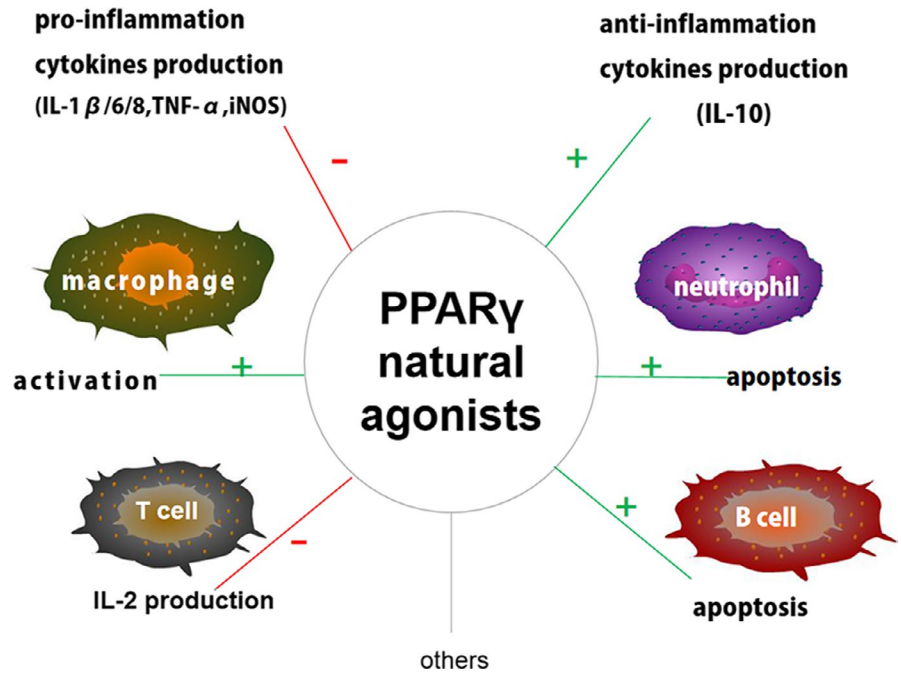 pro-inflammation
cytokines production
(IL-1β/6/8,TNF-α,iNOS)
−
anti-inflammation
cytokines production
(IL-10)
+
macrophage
activation
+
neutrophil
+
apoptosis
PPARγ
natural
agonists
T cell
−
IL-2 production
B cell
+
apoptosis
others